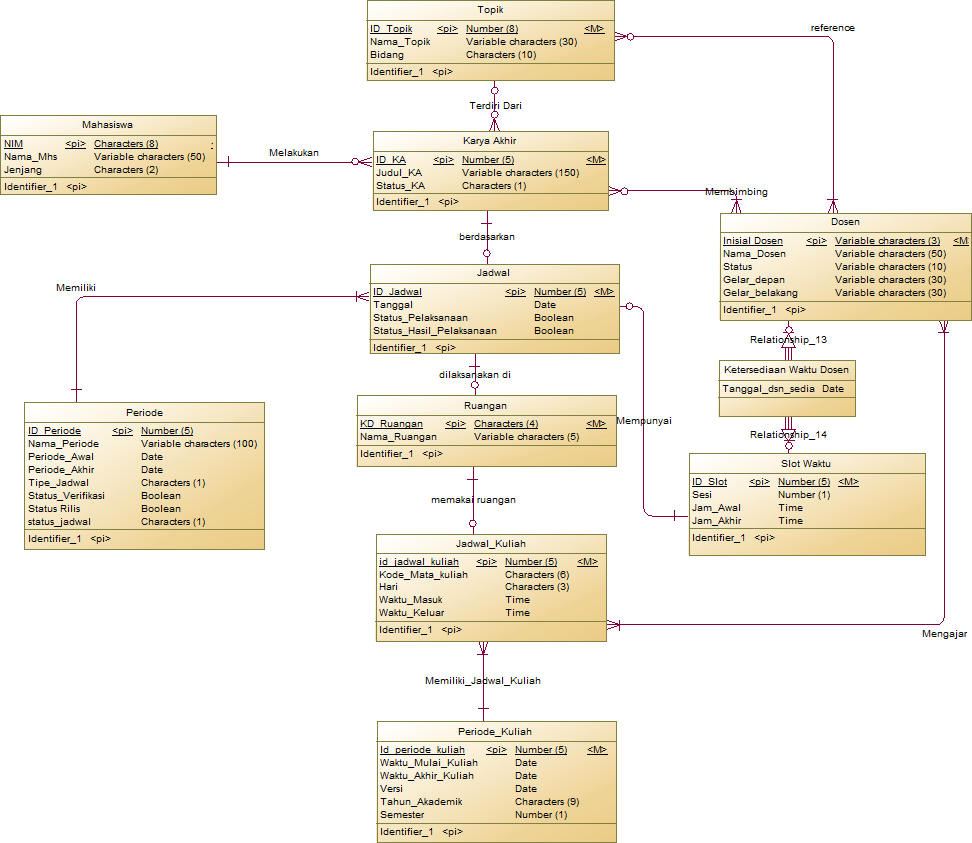 Topik
ID_Topik <pi> Number (8) <M>
Nama_Topik Variable characters (30)
Bidang Characters (10)
Identifier_1 <pi>
reference
Terdiri Dari
Mahasiswa
NIM <pi> Characters (8)
Nama_Mhs Variable characters (50)
Jenjang Characters (2)
Identifier_1 <pi>
Melakukan
Karya Akhir
ID_KA <pi> Number (5) <M>
Judul_KA Variable characters (150)
Status_KA Characters (1)
Identifier_1 <pi>
Membimbing
Dosen
Inisial Dosen <pi> Variable characters (3) <M
Nama_Dosen Variable characters (50)
Status Variable characters (10)
Gelar_depan Variable characters (30)
Gelar_belakang Variable characters (30)
Identifier_1 <pi>
berdasarkan
Jadwal
ID_Jadwal <pi> Number (5) <M>
Tanggal Date
Status_Pelaksanaan Boolean
Status_Hasil_Pelaksanaan Boolean
Identifier_1 <pi>
Memiliki
Relationship_13
Ketersediaan Waktu Dosen
Tanggal_dsn_sedia Date
Relationship_14
dilaksanakan di
Periode
ID_Periode <pi> Number (5)
Nama_Periode Variable characters (100)
Periode_Awal Date
Periode_Akhir Date
Tipe_Jadwal Characters (1)
Status_Verifikasi Boolean
Status Rilis Boolean
status_jadwal Characters (1)
Identifier_1 <pi>
Ruangan
KD_Ruangan <pi> Characters (4) <M>
Nama_Ruangan Variable characters (5)
Identifier_1 <pi>
Mempunyai
Slot Waktu
ID_Slot <pi> Number (5) <M>
Sesi Number (1)
Jam_Awal Time
Jam_Akhir Time
Identifier_1 <pi>
memakai ruangan
Jadwal_Kuliah
id_jadwal_kuliah <pi> Number (5) <M>
Kode_Mata_kuliah Characters (6)
Hari Characters (3)
Waktu_Masuk Time
Waktu_Keluar Time
Identifier_1 <pi>
Mengajar
Memiliki_Jadwal_Kuliah
Periode_Kuliah
Id_periode_kuliah <pi> Number (5) <M>
Waktu_Mulai_Kuliah Date
Waktu_Akhir_Kuliah Date
Versi Date
Tahun_Akademik Characters (9)
Semester Number (1)
Identifier_1 <pi>